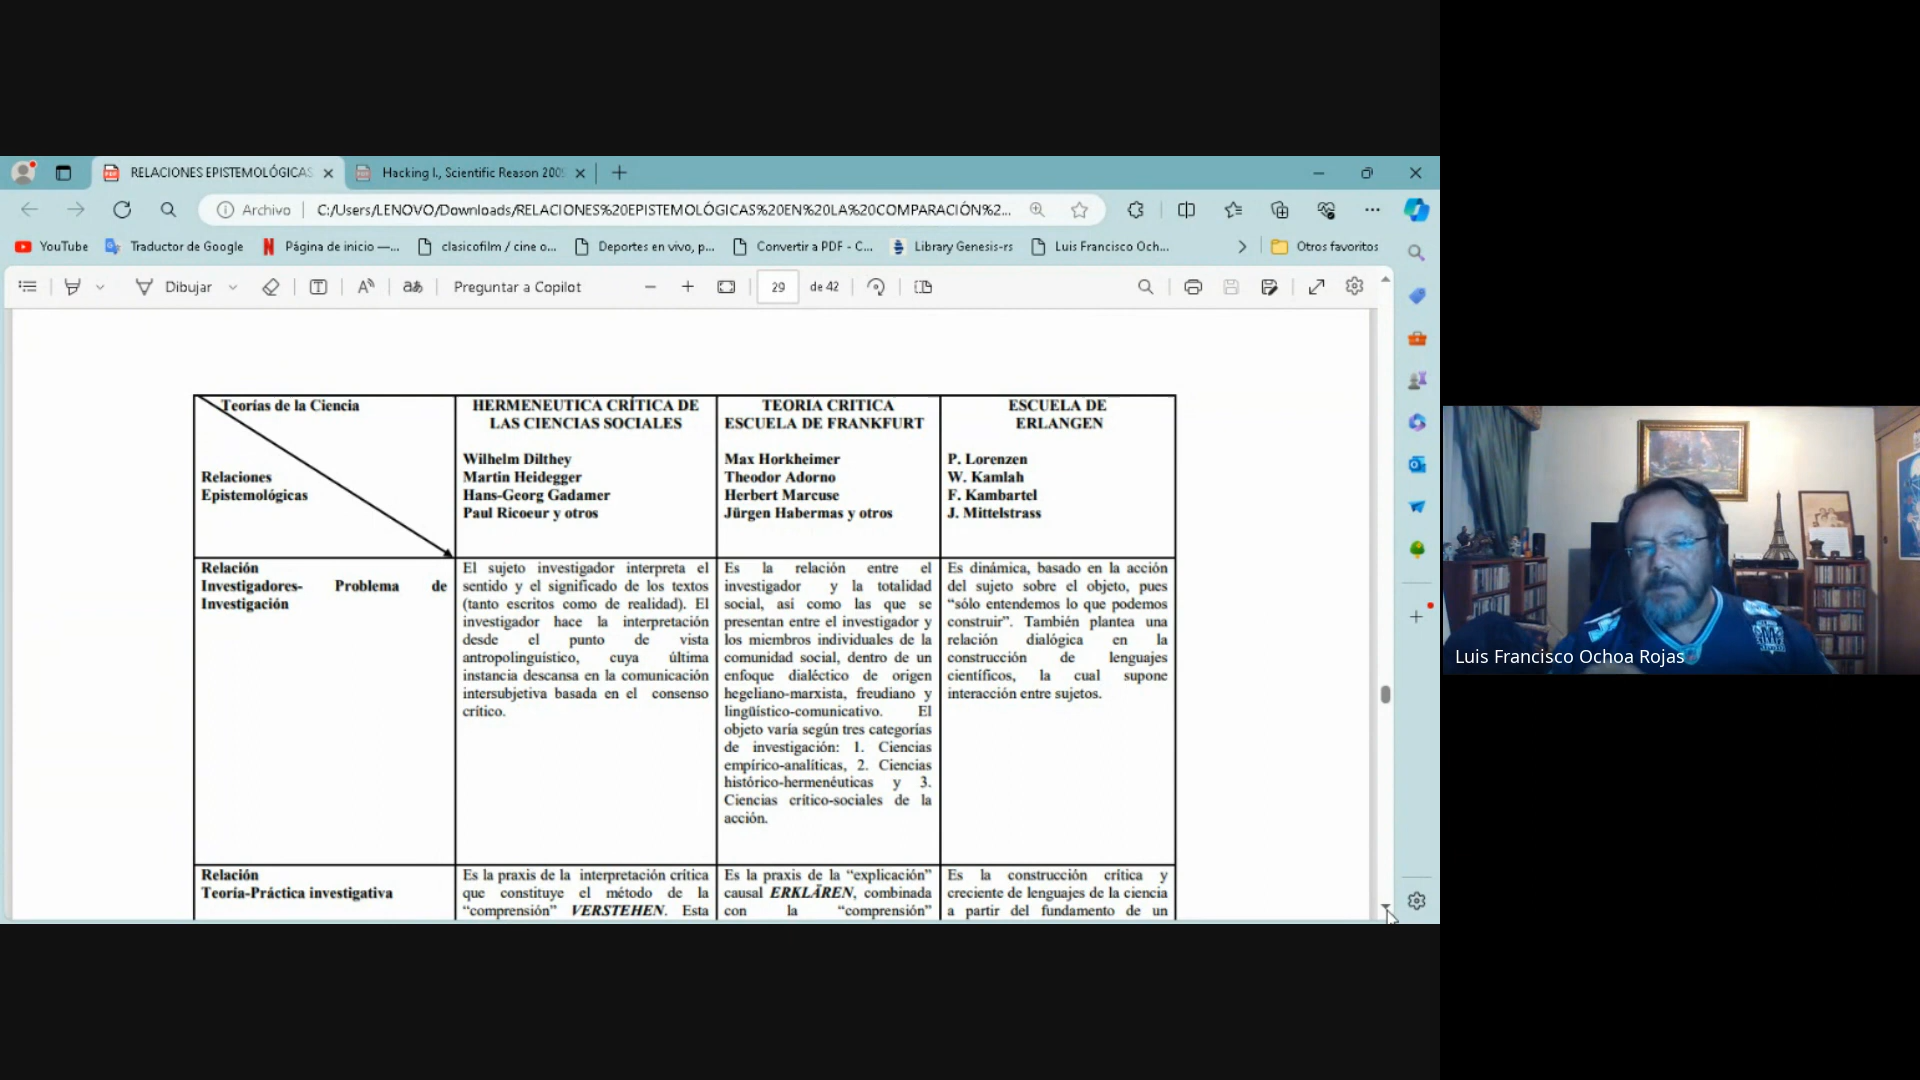 RELACIONES EPISTEMOLÓGICAS
Hacking I., Scientific Reason 200
Archivo
C:/Users/LENOVO/Downloads/RELACIONES%20EPISTEMOLÓGICAS%20EN%20LA%20COMPARACIÓN%2...
YouTube
Traductor de Google
Página de inicio —...
clasicofilm / cine o...
Deportes en vivo, p...
Convertir a PDF - C...
Library Genesis-rs
Luis Francisco Och...
Otros favoritos
Dibujar
Preguntar a Copilot
29
de 42
Teorías de la Ciencia
Relaciones
Epistemológicas
HERMENEUTICA CRÍTICA DE
LAS CIENCIAS SOCIALES
Wilhelm Dilthey
Martin Heidegger
Hans-Georg Gadamer
Paul Ricoeur y otros
TEORIA CRITICA
ESCUELA DE FRANKFURT
Max Horkheimer
Theodor Adorno
Herbert Marcuse
Jürgen Habermas y otros
ESCUELA DE
ERLANGEN
P. Lorenzen
W. Kamlah
F. Kambartel
J. Mittelstrass
Relación
Investigadores- Problema de
Investigación
El sujeto investigador interpreta el
sentido y el significado de los textos
(tanto escritos como de realidad). El
investigador hace la interpretación
desde el punto de vista
antropolinguístico, cuya última
instancia descansa en la comunicación
intersubjetiva basada en el consenso
crítico.
Es la relación entre el
investigador y la totalidad
social, así como las que se
presentan entre el investigador y
los miembros individuales de la
comunidad social, dentro de un
enfoque dialéctico de origen
hegeliano-marxista, freudiano y
lingüístico-comunicativo. El
objeto varía según tres categorías
de investigación: 1. Ciencias
empírico-analíticas, 2. Ciencias
histórico-hermenéuticas y 3.
Ciencias crítico-sociales de la
acción.
Es dinámica, basado en la acción
del sujeto sobre el objeto, pues
“sólo entendemos lo que podemos
construir”. También plantea una
relación dialógica en la
construcción de lenguajes
científicos, la cual supone
interacción entre sujetos.
Relación
Teoría-Práctica investigativa
Es la praxis de la interpretación crítica
que constituye el método de la
“comprensión” VERSTEHEN. Esta
Es la praxis de la “explicación”
causal ERKLÄREN, combinada
con la “comprensión”
Es la construcción crítica y
creciente de lenguajes de la ciencia
a partir del fundamento de un
Luis Francisco Ochoa Rojas